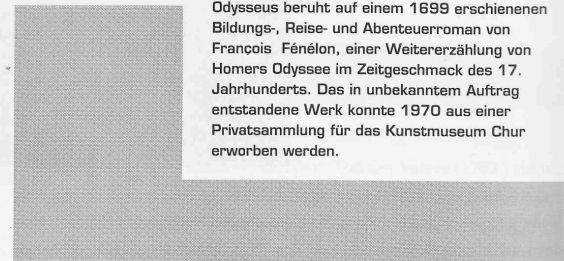 Odysseus beruht auf einem 1699 erschienenen
Bildungs-, Reise- und Abenteuerroman von
François Fénélon, einer Weitererzählung von
Homers Odyssee im Zeitgeschmack des 17.
Jahrhunderts. Das in unbekanntem Auftrag
entstandene Werk konnte 1970 aus einer
Privatsammlung für das Kunstmuseum Chur
erworben werden.